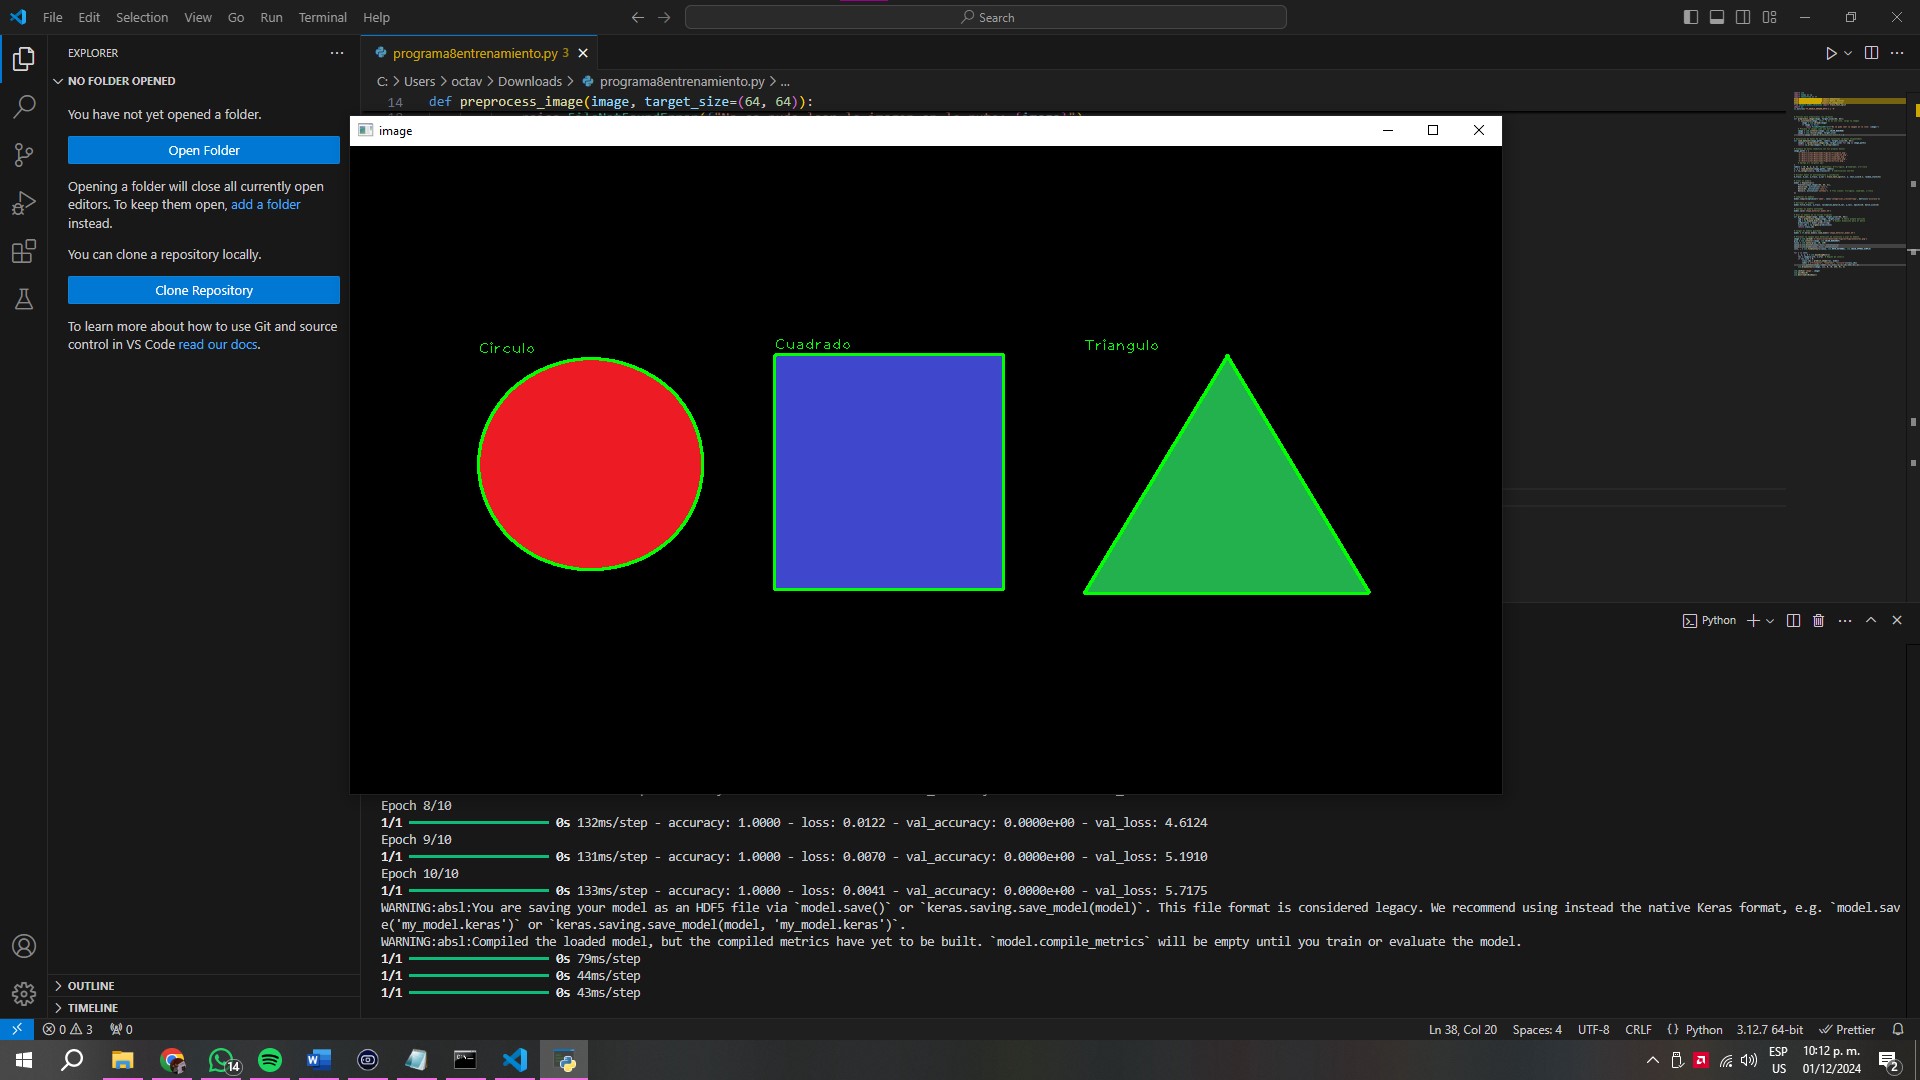 File Edit Selection View Go Run Terminal Help
Search
EXPLORER
NO FOLDER OPENED
You have not yet opened a folder.
Open Folder
Opening a folder will close all currently open
editors. To keep them open, add a folder
instead.
You can clone a repository locally.
Clone Repository
To learn more about how to use Git and source
control in VS Code read our docs.
OUTLINE
TIMELINE
programa8entrenamiento.py 3
C: > Users > octav > Downloads > programa8entrenamiento.py > ...
14 def preprocess_image(image, target_size=(64, 64)):
image
Circulo
Cuadrado
Triangulo
Python
Epoch 8/10
1/1 0s 132ms/step - accuracy: 1.0000 - loss: 0.0122 - val_accuracy: 0.0000e+00 - val_loss: 4.6124
Epoch 9/10
1/1 0s 131ms/step - accuracy: 1.0000 - loss: 0.0070 - val_accuracy: 0.0000e+00 - val_loss: 5.1910
Epoch 10/10
1/1 0s 133ms/step - accuracy: 1.0000 - loss: 0.0041 - val_accuracy: 0.0000e+00 - val_loss: 5.7175
WARNING:absl:You are saving your model as an HDF5 file via `model.save()` or `keras.saving.save_model(model)`. This file format is considered legacy. We recommend using instead the native Keras format, e.g. `model.sav
e('my_model.keras')` or `keras.saving.save_model(model, 'my_model.keras')`.
WARNING:absl:Compiled the loaded model, but the compiled metrics have yet to be built. `model.compile_metrics` will be empty until you train or evaluate the model.
1/1 0s 79ms/step
1/1 0s 44ms/step
1/1 0s 43ms/step
0 3 0
Ln 38, Col 20 Spaces: 4 UTF-8 CRLF {} Python 3.12.7 64-bit Prettier
14
ESP
US
10:12 p. m.
01/12/2024
2